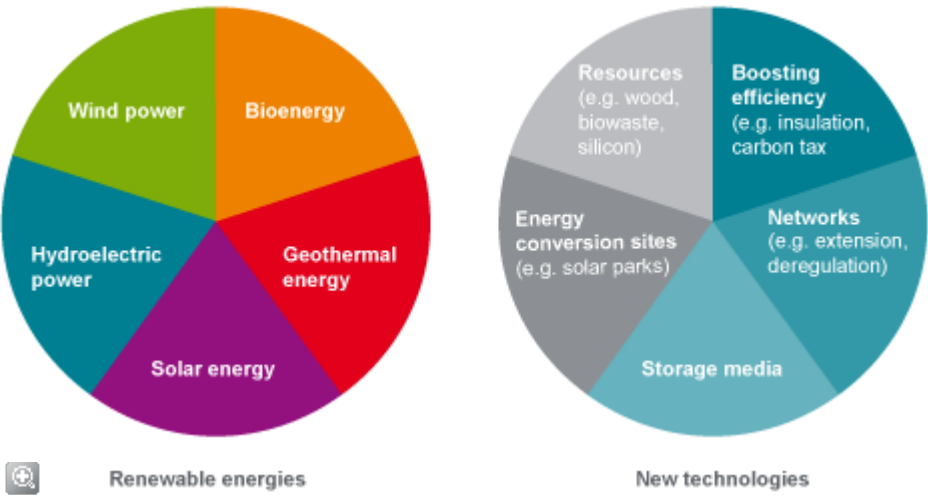 Wind power
Bioenergy
Hydroelectric
power
Geothermal
energy
Solar energy
Renewable energies
Resources
(e.g. wood,
biowaste,
silicon)
Boosting
efficiency
(e.g. insulation,
carbon tax
Energy
conversion sites
(e.g. solar parks)
Networks
(e.g. extension,
deregulation)
Storage media
New technologies